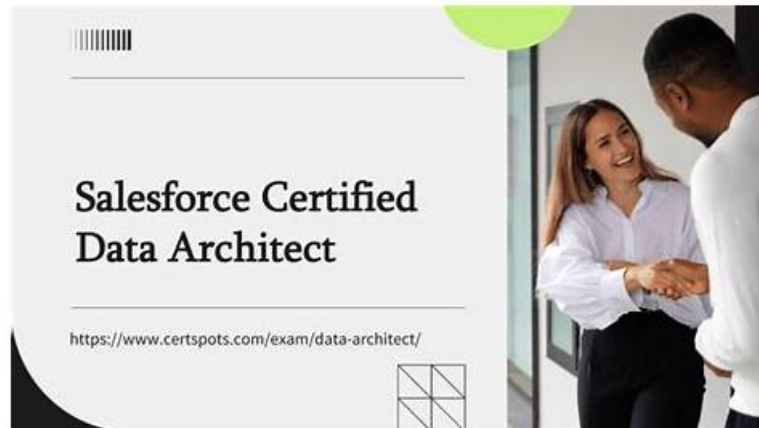 Salesforce Certified
Data Architect
https://www.certspots.com/exam/data-architect/